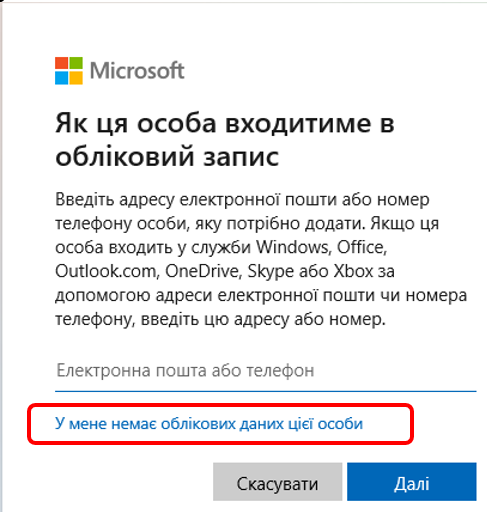 Microsoft
Як ця особа входитиме в
обліковий запис
Введіть адресу електронної пошти або номер
телефону особи, яку потрібно додати. Якщо ця
особа входить у служби Windows, Office,
Outlook.com, OneDrive, Skype або Xbox за
допомогою адреси електронної пошти чи номера
телефону, введіть цю адресу або номер.
Електронна пошта або телефон
У мене немає облікових даних цієї особи
Скасувати Далі